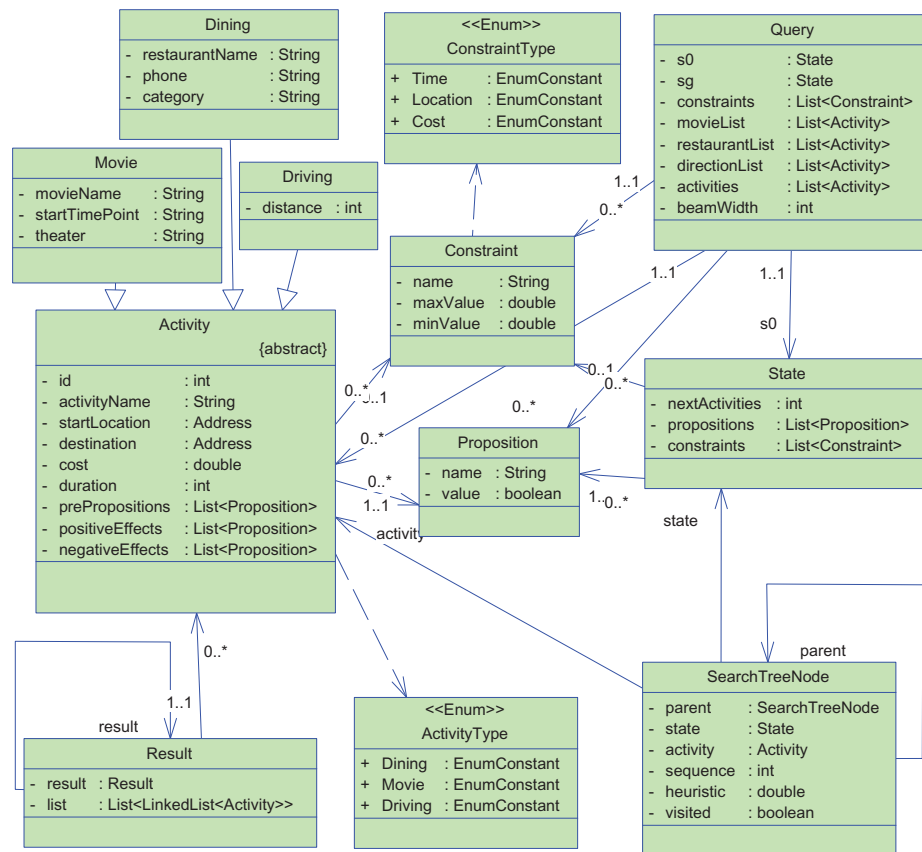 Dining
- restaurantName : String
- phone : String
- category : String
<<Enum>>
ConstraintType
+ Time : EnumConstant
+ Location : EnumConstant
+ Cost : EnumConstant
Query
- s0 : State
- sg : State
- constraints : List<Constraint>
- movieList : List<Activity>
- restaurantList : List<Activity>
- directionList : List<Activity>
- activities : List<Activity>
- beamWidth : int
Movie
- movieName : String
- startTimePoint : String
- theater : String
Driving
- distance : int
1..1
0..*
Constraint
- name : String
- maxValue : double
- minValue : double
1..1
1..1
s0
Activity
{abstract}
- id : int
- activityName : String
- startLocation : Address
- destination : Address
- cost : double
- duration : int
- prePropositions : List<Proposition>
- positiveEffects : List<Proposition>
- negativeEffects : List<Proposition>
0..*
0..1
0..1
0..*
State
- nextActivities : int
- propositions : List<Proposition>
- constraints : List<Constraint>
0..*
0..*
Proposition
- name : String
- value : boolean
0..*
1..1
0..*
activity
state
parent
0..*
1..1
result
Result
- result : Result
- list : List<LinkedList<Activity>>
<<Enum>>
ActivityType
+ Dining : EnumConstant
+ Movie : EnumConstant
+ Driving : EnumConstant
SearchTreeNode
- parent : SearchTreeNode
- state : State
- activity : Activity
- sequence : int
- heuristic : double
- visited : boolean